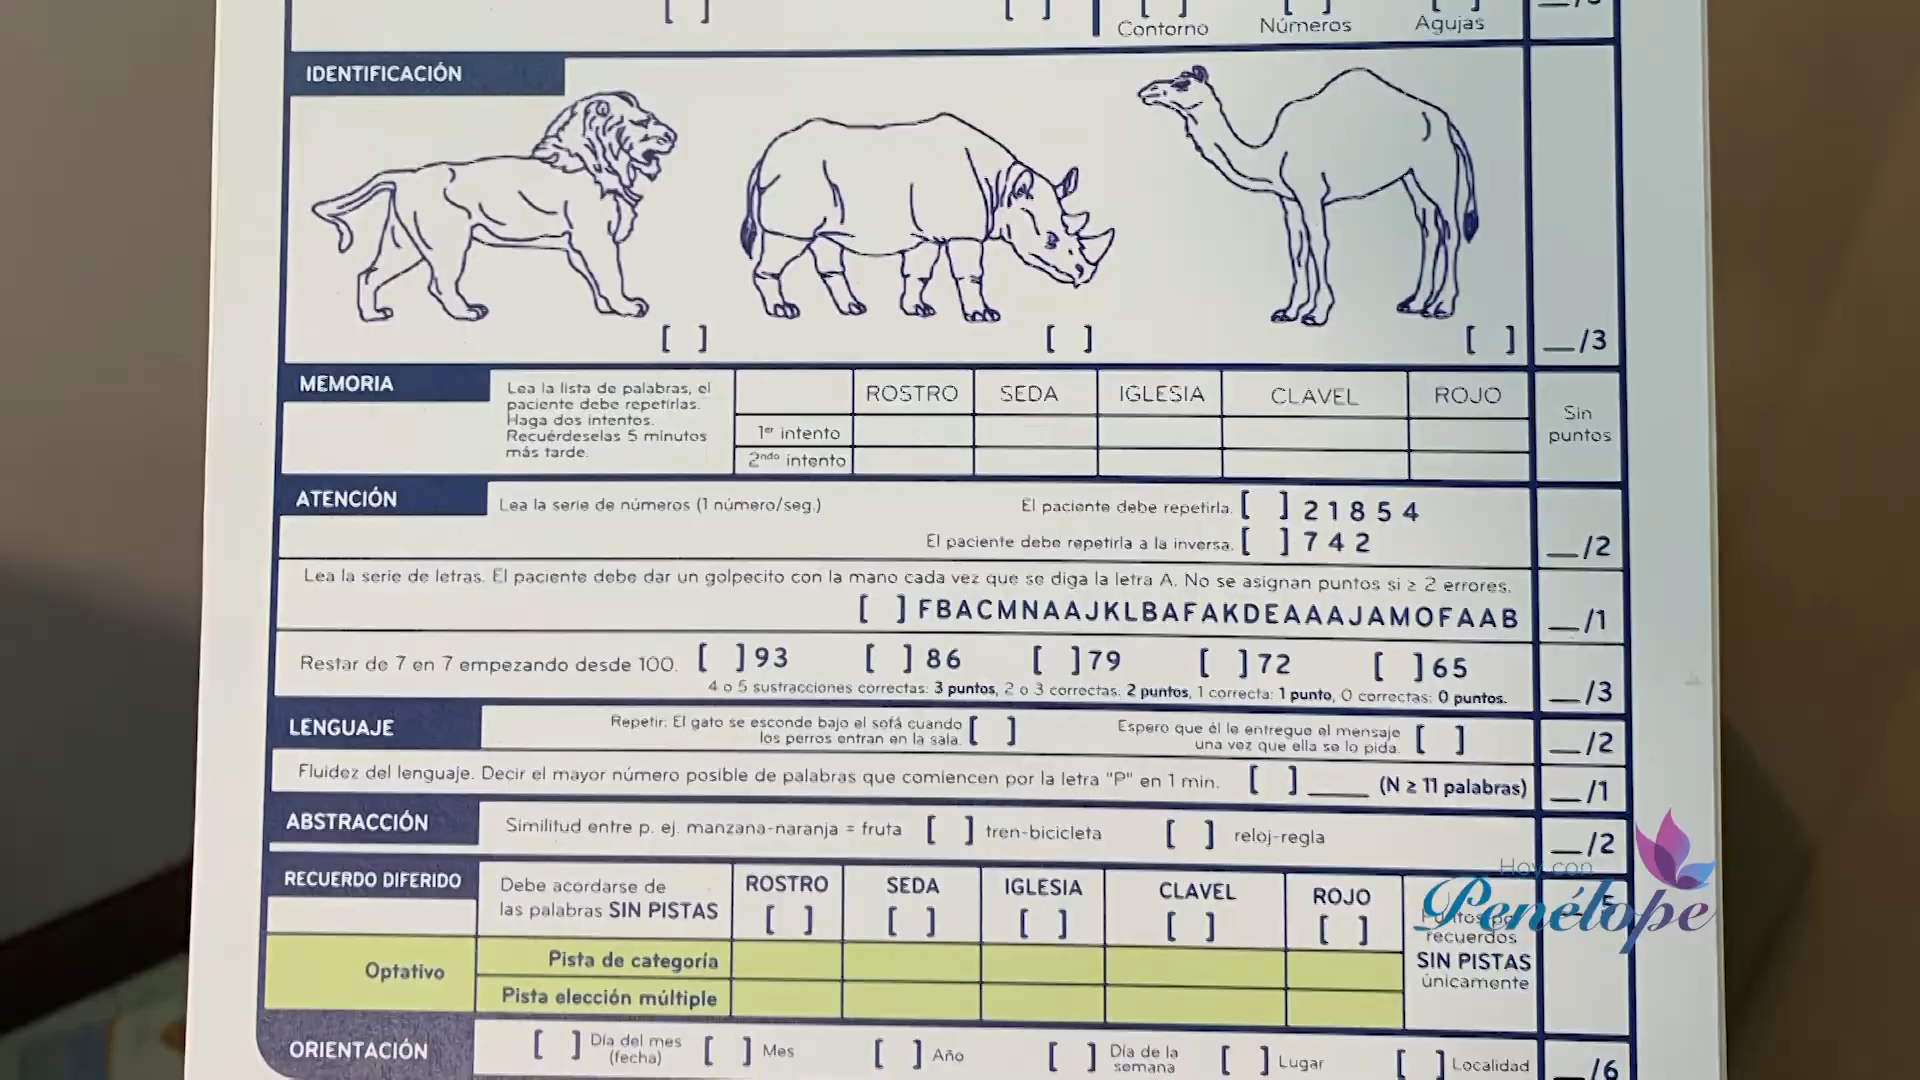 [ ] [ ] [ ] [ ] [ ]
Contorno Números Agujas
IDENTIFICACIÓN
[ ] [ ] [ ] __/3
MEMORIA
Lea la lista de palabras, el
paciente debe repetirlas.
Haga dos intentos.
Recuérdeselas 5 minutos
más tarde.
ROSTRO SEDA IGLESIA CLAVEL ROJO
1er intento
2ndo intento
Sin
puntos
ATENCIÓN
Lea la serie de números (1 número/seg.)
El paciente debe repetirla. [ ] 2 1 8 5 4
El paciente debe repetirla a la inversa. [ ] 7 4 2
__/2
Lea la serie de letras. El paciente debe dar un golpecito con la mano cada vez que se diga la letra A. No se asignan puntos si ≥ 2 errores.
[ ] FBACMNAAJKLBAFAKDEAAAJAMOFAAB __/1
Restar de 7 en 7 empezando desde 100. [ ] 93 [ ] 86 [ ] 79 [ ] 72 [ ] 65
4 o 5 sustracciones correctas: 3 puntos, 2 o 3 correctas: 2 puntos, 1 correcta: 1 punto, 0 correctas: 0 puntos.
__/3
LENGUAJE
Repetir: El gato se esconde bajo el sofá cuando
los perros entran en la sala. [ ]
Espero que él le entregue el mensaje
una vez que ella se lo pida. [ ]
__/2
Fluidez del lenguaje. Decir el mayor número posible de palabras que comiencen por la letra "P" en 1 min. [ ] ____ (N ≥ 11 palabras) __/1
ABSTRACCIÓN
Similitud entre p. ej. manzana-naranja = fruta [ ] tren-bicicleta [ ] reloj-regla __/2
RECUERDO DIFERIDO
Debe acordarse de
las palabras SIN PISTAS
ROSTRO SEDA IGLESIA CLAVEL ROJO
[ ] [ ] [ ] [ ] [ ]
recuerdos
SIN PISTAS
únicamente
Hoy con
Penélope
Optativo
Pista de categoría
Pista elección múltiple
ORIENTACIÓN
[ ] Día del mes
(fecha)
[ ] Mes
[ ] Año
[ ] Día de la
semana
[ ] Lugar
[ ] Localidad
__/6